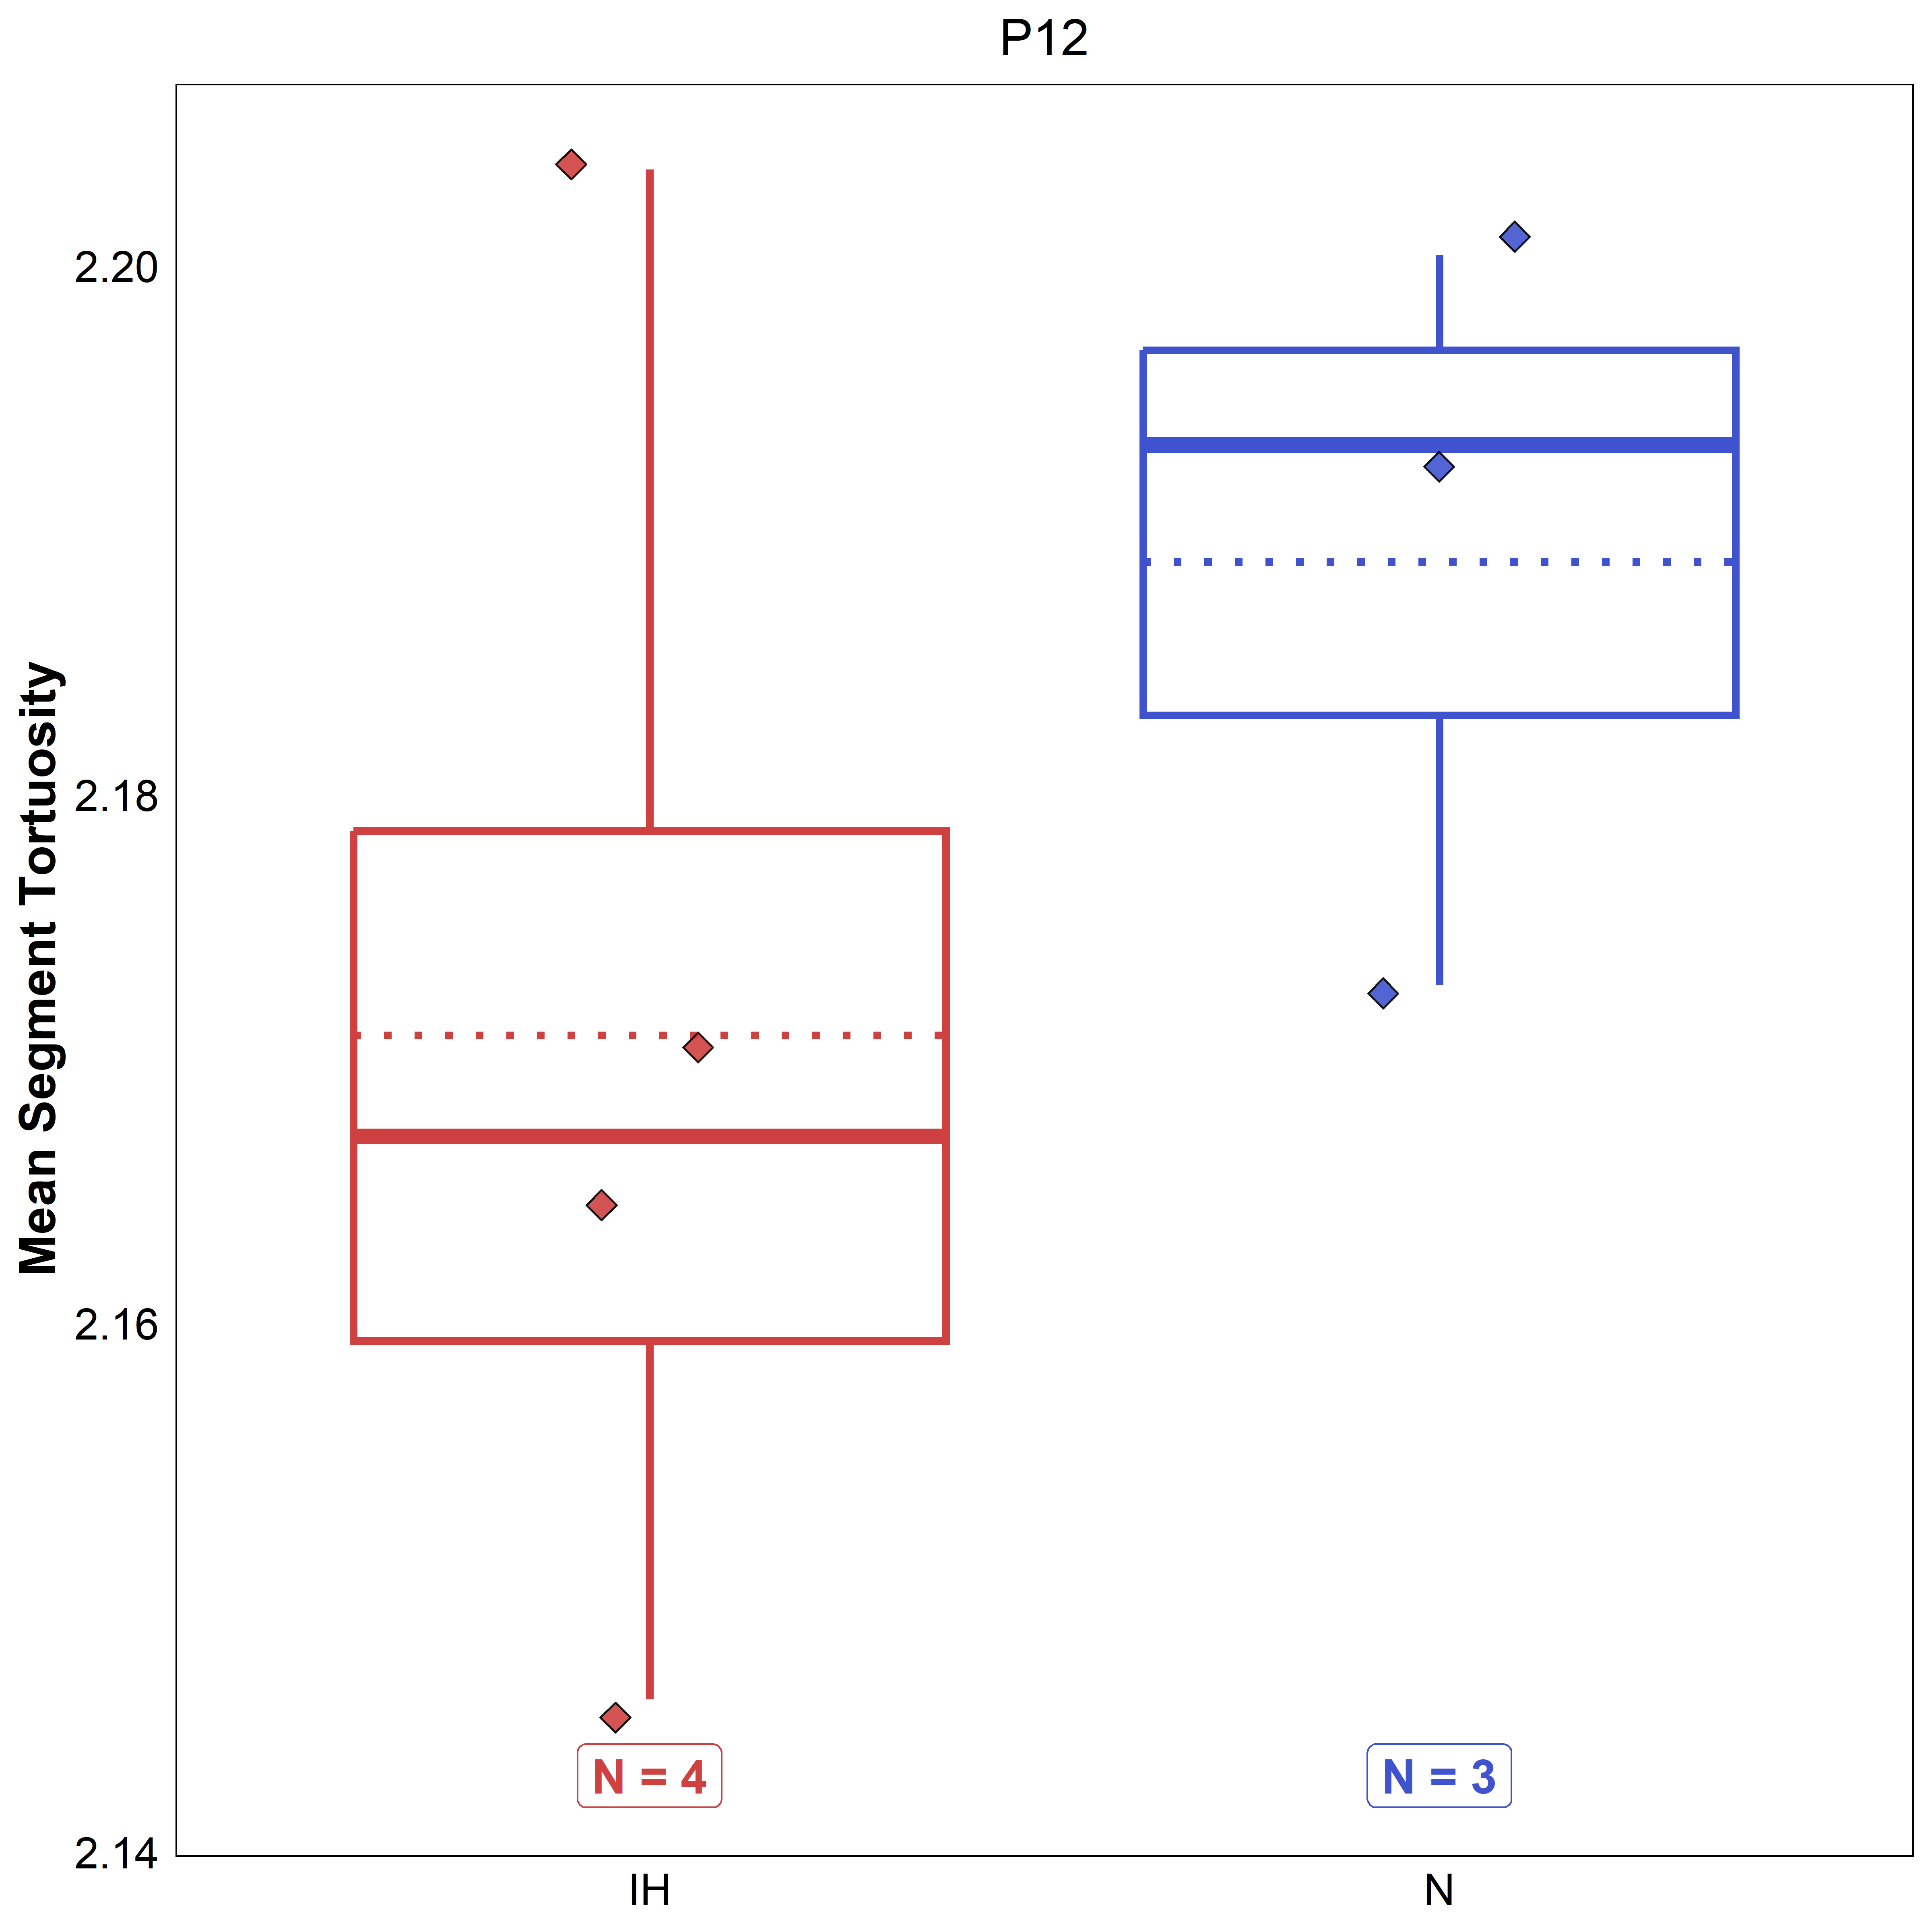 P12
Mean Segment Tortuosity
2.20
2.18
2.16
2.14
N = 4
N = 3
IH
N